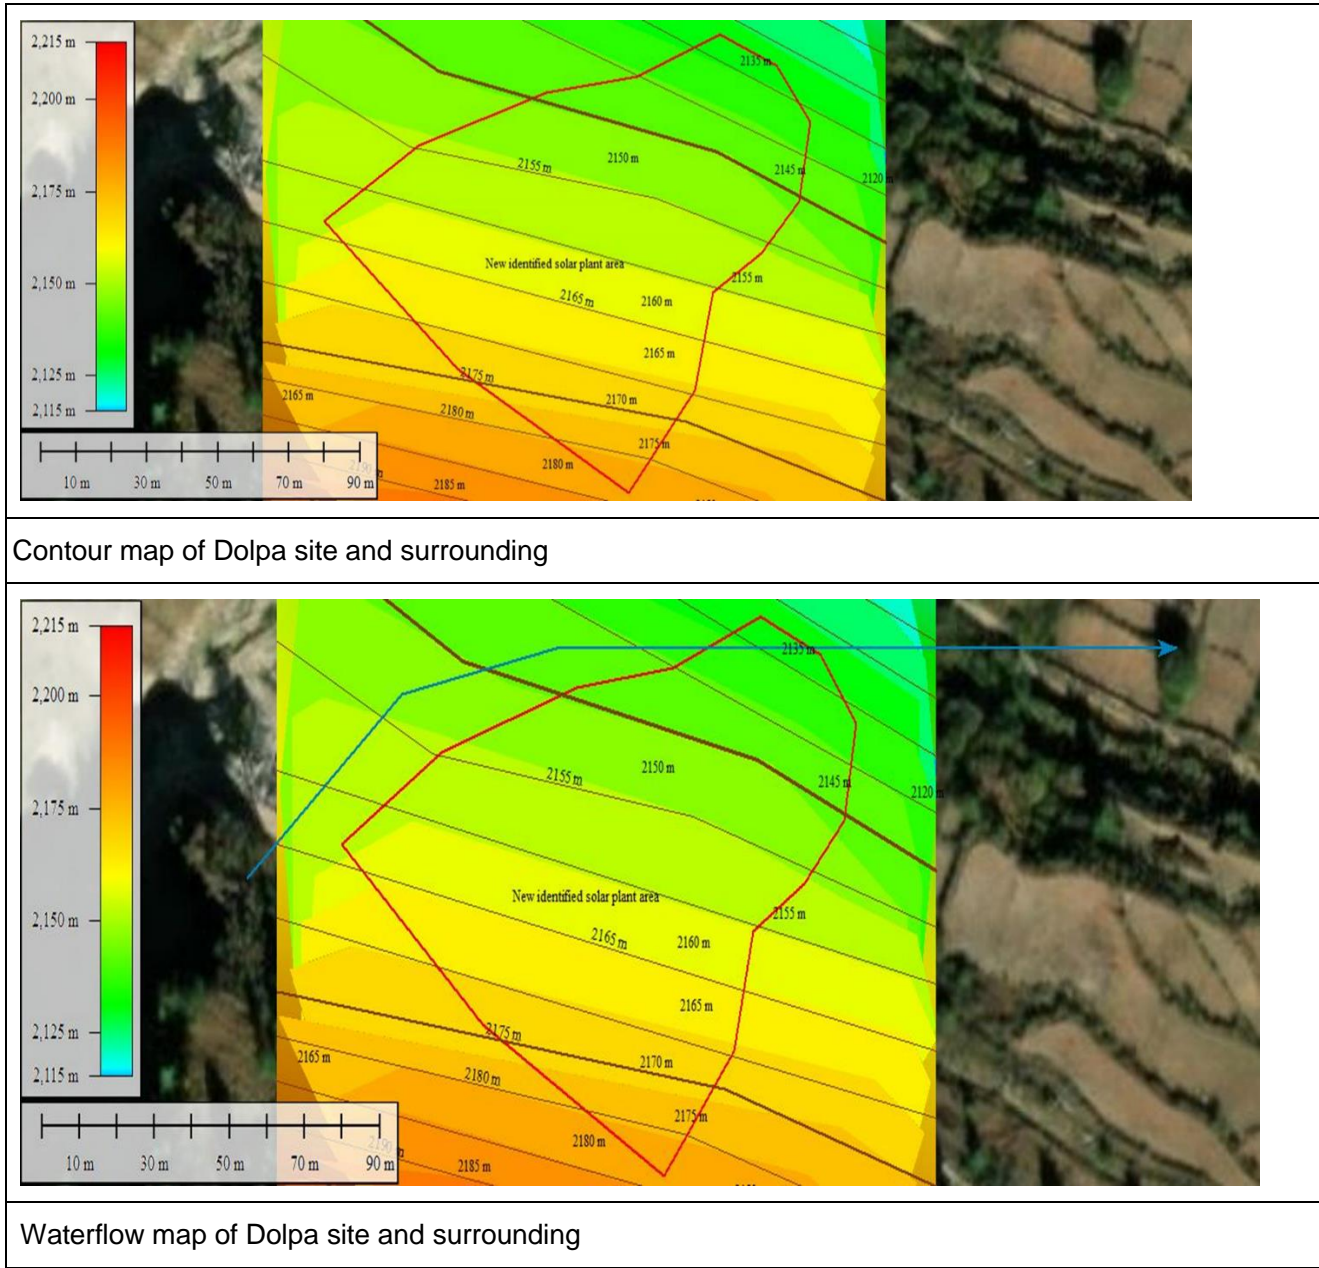 2,215 m
2,200 m
2,175 m
2,150 m
2,125 m
2,115 m
10 m 30 m 50 m 70 m 90 m
2135 m
2150 m
2155 m
2145 m
2120
New identified solar plant area
2155 m
2165 m
2160 m
2165 m
2175 m
2170 m
2165 m
2180 m
2175 m
2180 m
2190 m
2185 m
Contour map of Dolpa site and surrounding
2,215 m
2,200 m
2,175 m
2,150 m
2,125 m
2,115 m
10 m 30 m 50 m 70 m 90 m
2135 m
2150 m
2155 m
2145 m
2120
New identified solar plant area
2155 m
2165 m
2160 m
2165 m
2175 m
2170 m
2165 m
2180 m
2175 m
2180 m
2190 m
2185 m
Waterflow map of Dolpa site and surrounding